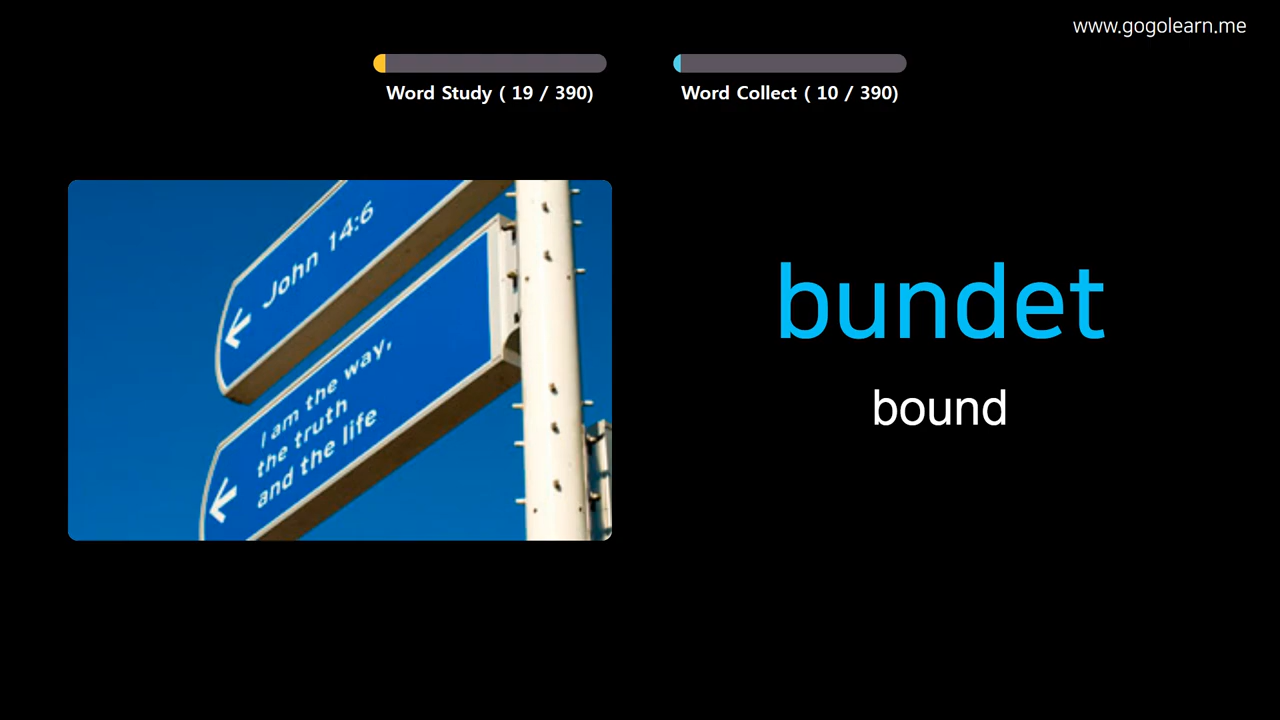 www.gogolearn.me
Word Study ( 19 / 390)
Word Collect ( 10 / 390)
John 14:6
I am the way,
the truth
and the life
bundet
bound